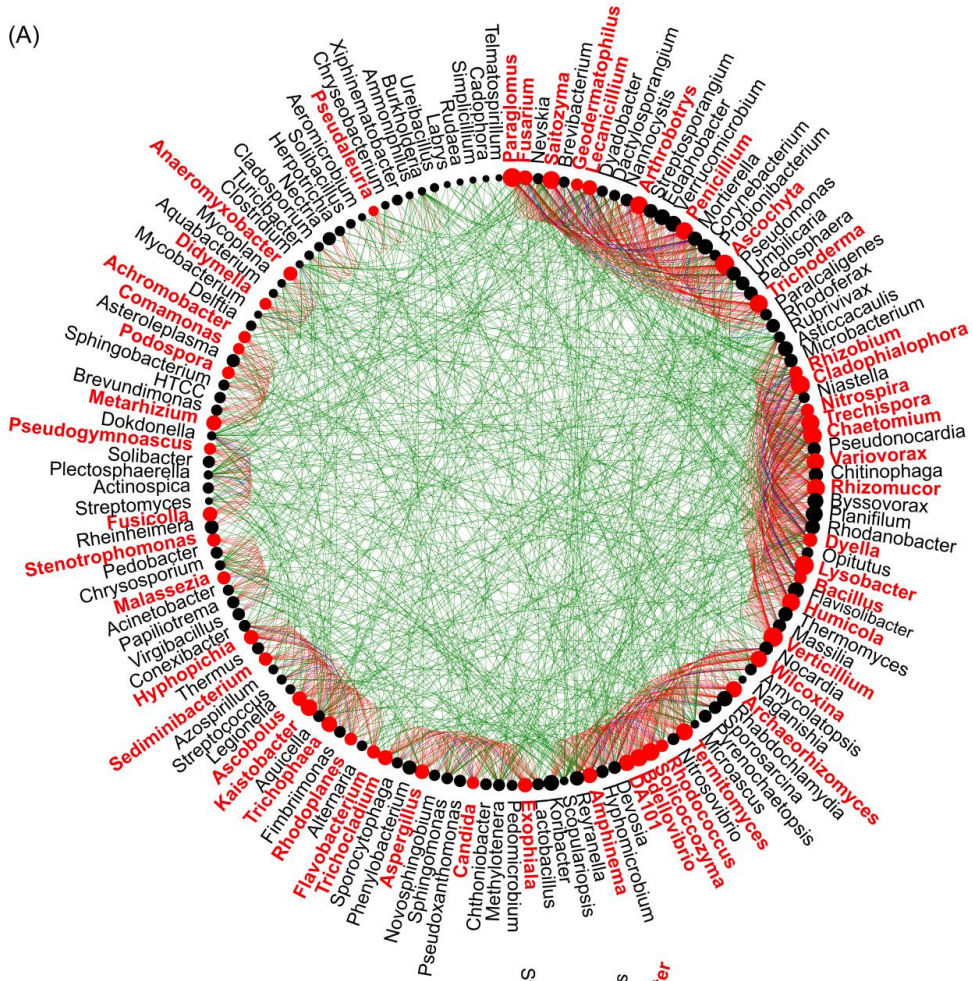 (A)
Paraglomus
Fusarium
Nevskia
Saitozyma
Brevibacterium
Geodermatophilus
Lecanicillium
Dyadobacter
Dactylosporangium
Nannocystis
Arthrobotrys
Streptosporangium
Edaphobacter
Verrucomicrobium
Penicillium
Mortierella
Corynebacterium
Propionibacterium
Ascochyta
Pseudomonas
Umbilicaria
Pedosphaera
Trichoderma
Paralcaligenes
Rhodoferax
Rubrivivax
Asticcacaulis
Microbacterium
Rhizobium
Cladophialophora
Niastella
Nitrospira
Trechispora
Chaetomium
Pseudonocardia
Variovorax
Chitinophaga
Rhizomucor
Byssovorax
Planifilum
Rhodanobacter
Dyella
Opitutus
Lysobacter
Bacillus
Flavisolibacter
Humicola
Thermomyces
Massilia
Verticillium
Nocardia
Wilcoxina
Amycolatopsis
Naganishia
Archaeorhizomyces
Rhabdochlamydia
Sporosarcina
Pyrenochaetopsis
Microascus
Termitomyces
Nitrosovibrio
Rhodococcus
Solicoccozyma
Bdellovibrio
DA101
Devosia
Hyphomicrobium
Amphinema
Reyranella
Scopulariopsis
Koribacter
Lactobacillus
Exophiala
Pedomicrobium
Methylotenera
Chthoniobacter
Candida
Pseudoxanthomonas
Sphingomonas
Novosphingobium
Aspergillus
Phenylobacterium
Sporocytophaga
Trichocladium
Flavobacterium
Alternaria
Rhodoplanes
Fimbriimonas
Trichophaea
Aquicella
Kaistobacter
Ascobolus
Legionella
Streptococcus
Azospirillum
Sediminibacterium
Thermus
Hyphopichia
Conexibacter
Virgibacillus
Papiliotrema
Acinetobacter
Malassezia
Chrysosporium
Pedobacter
Stenotrophomonas
Rheinheimera
Fusicolla
Streptomyces
Actinospica
Plectosphaerella
Solibacter
Pseudogymnoascus
Dokdonella
Metarhizium
Brevundimonas
HTCC
Sphingobacterium
Podospora
Asteroleplasma
Comamonas
Achromobacter
Delftia
Mycobacterium
Didymella
Aquabacterium
Mycoplana
Anaeromyxobacter
Clostridium
Turicibacter
Cladosporium
Nectria
Herpotrichia
Solibacillus
Aeromicrobium
Pseudaleuria
Chryseobacterium
Xiphinematobacter
Ammoniphilus
Burkholderia
Ureibacillus
Labrys
Rudaea
Simplicillium
Cadophora
Telmatospirillum
S
s
er